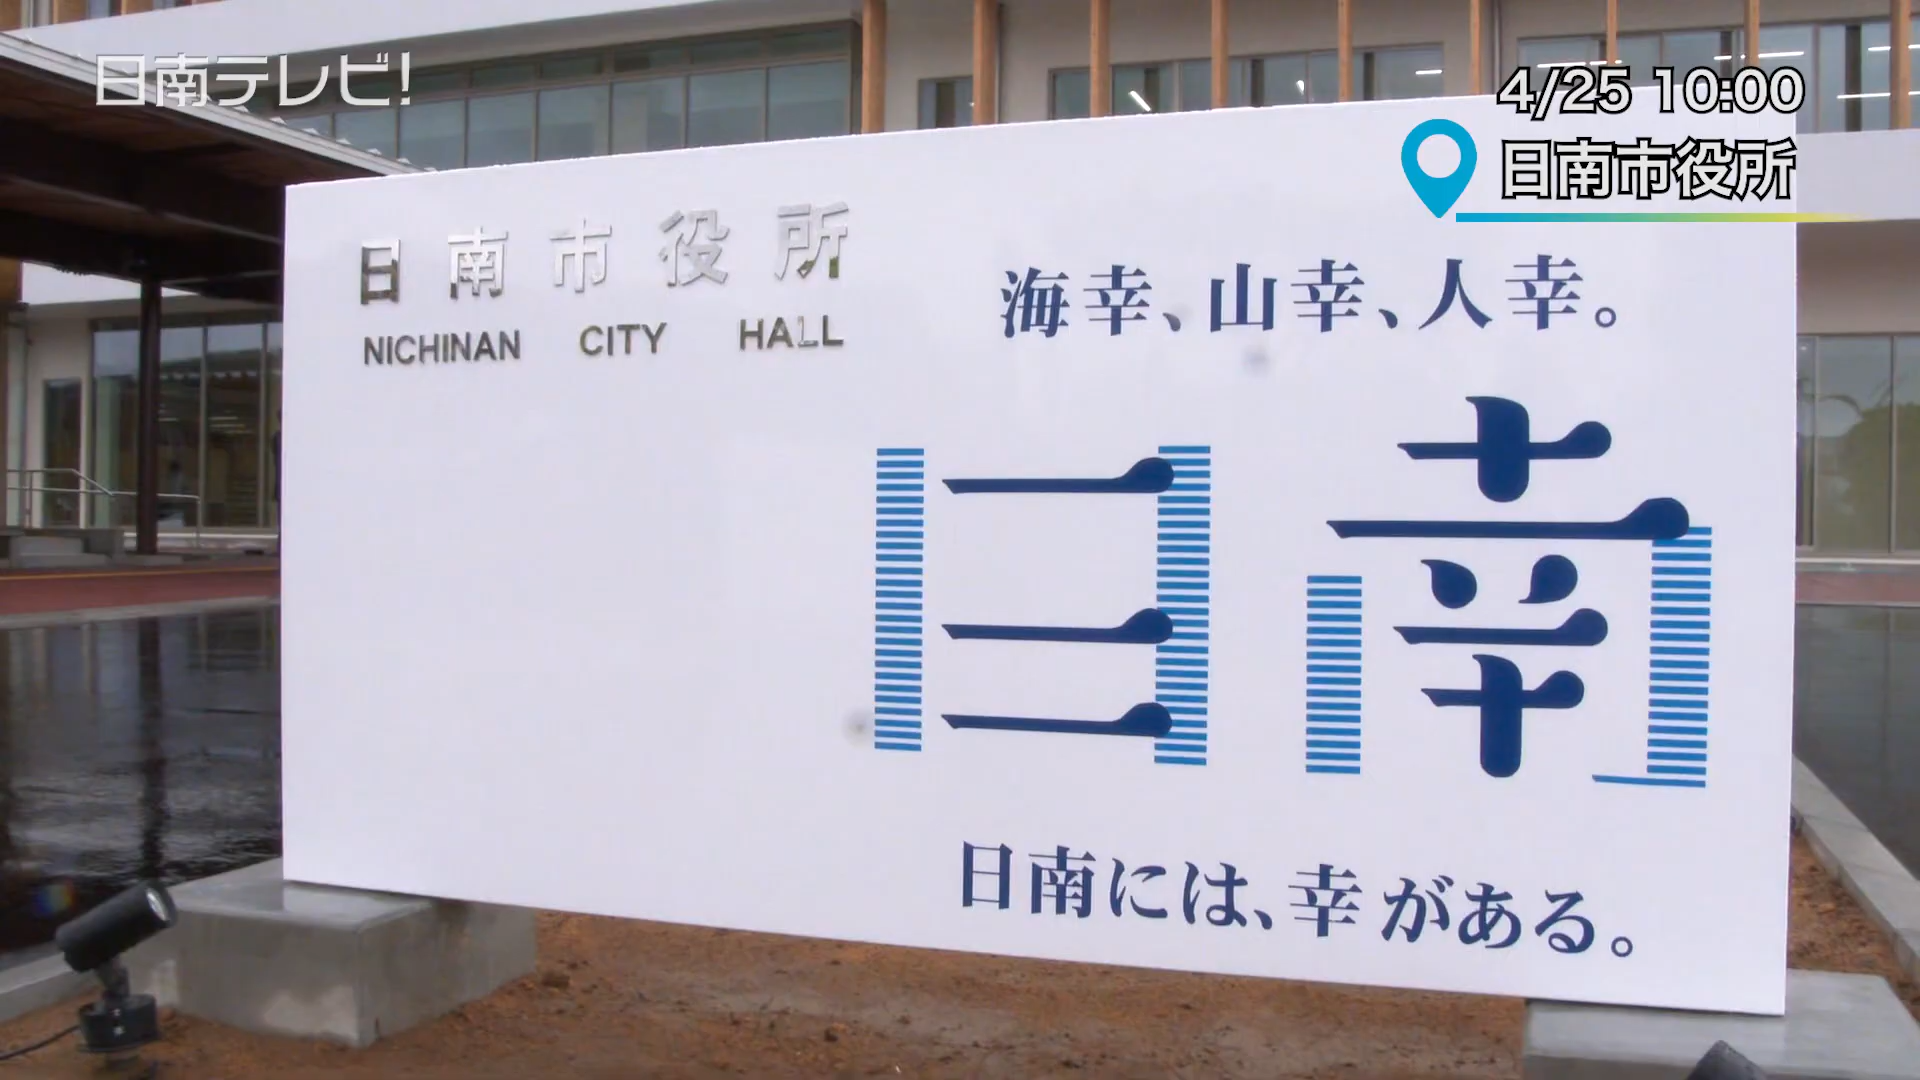 日南テレビ!
4/25 10:00
日南市役所
日南市役所
NICHINAN CITY HALL
海幸、山幸、人幸。
日南
日南には、幸がある。